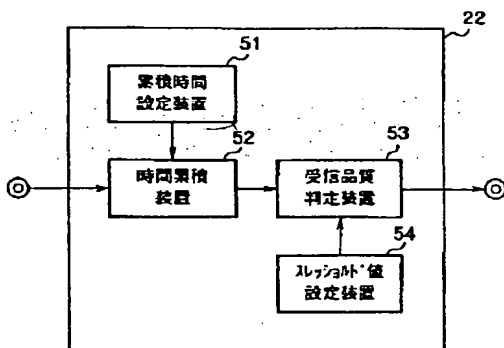 22
51
累積時間
設定装置
52
時間累積
装置
53
受信品質
判定装置
54
スレッショルド値
設定装置